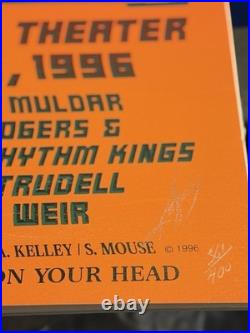 THEATER
, 1996
MULDAR
OGERS &
HYTHM KINGS
TRUDELL
WEIR
A. KELLEY / S. MOUSE © 1996
ON YOUR HEAD